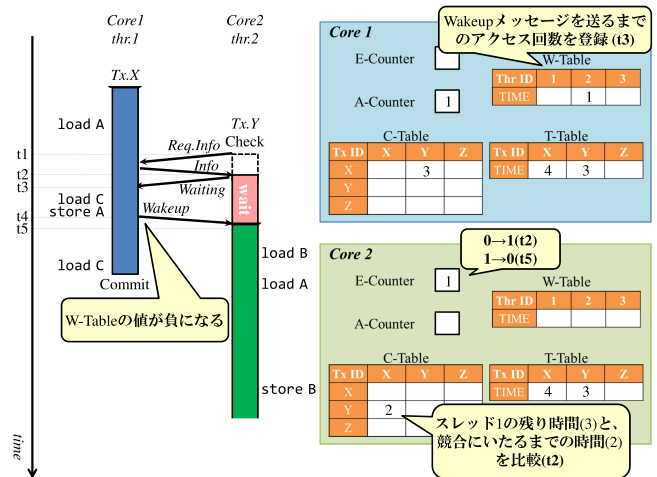 Core1
thr.1
Core2
thr.2
Tx.X
Tx.Y
Check
load A
Req.Info
t1
Info
t2
Waiting
t3
wait
load C
store A
Wakeup
t4
t5
load B
load C
load A
Commit
W-Tableの値が負になる
store B
time
Core 1
Wakeupメッセージを送るまで
のアクセス回数を登録(t3)
E-Counter
W-Table
Thr ID 1 2 3
TIME 1
A-Counter 1
C-Table
Tx ID X Y Z
X 3
Y
Z
T-Table
Tx ID X Y Z
TIME 4 3
Core 2
0→1(t2)
1→0(t5)
E-Counter 1
W-Table
Thr ID 1 2 3
TIME
A-Counter
C-Table
Tx ID X Y Z
X
Y 2
Z
T-Table
Tx ID X Y Z
TIME 4 3
スレッド1の残り時間(3)と、
競合にいたるまでの時間(2)
を比較(t2)